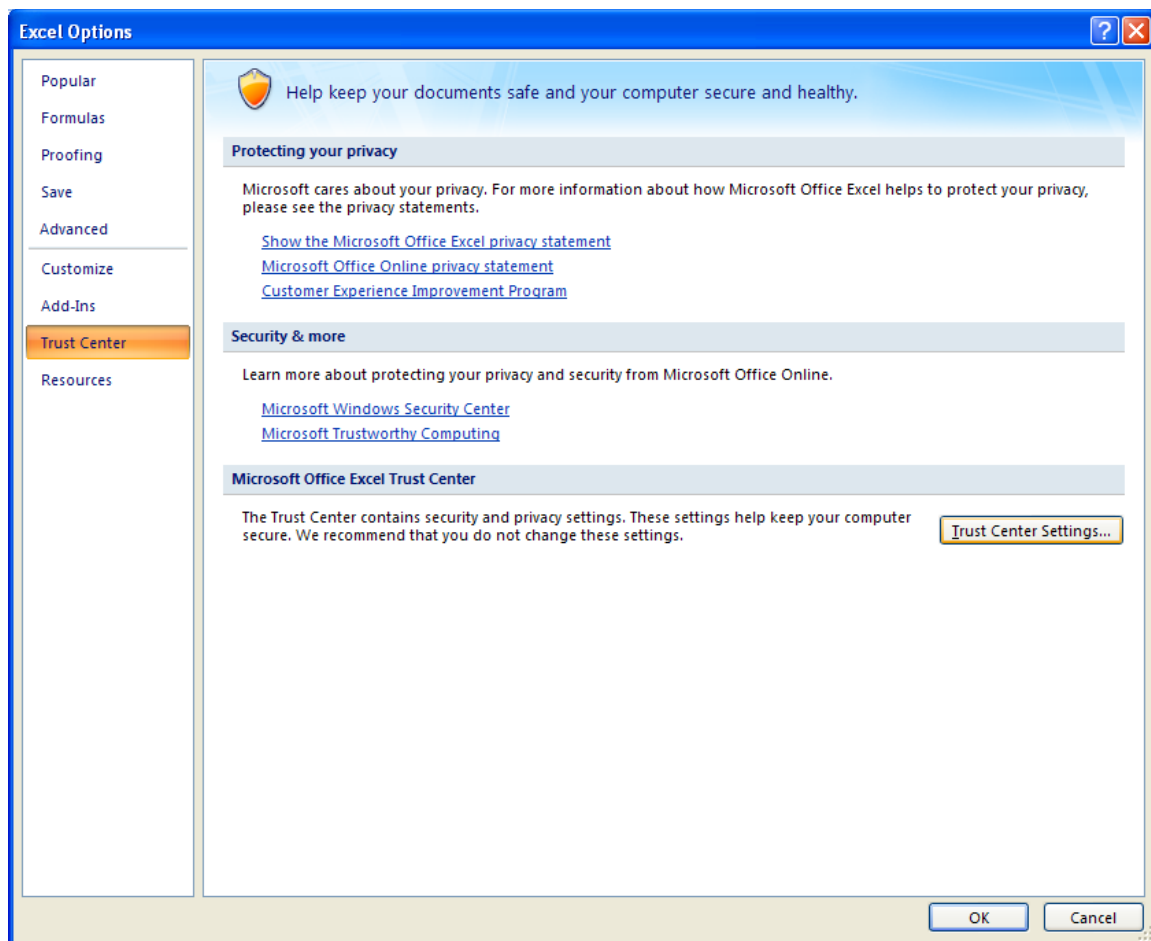 Excel Options
Popular
Formulas
Proofing
Save
Advanced
Customize
Add-Ins
Trust Center
Resources
Help keep your documents safe and your computer secure and healthy.
Protecting your privacy
Microsoft cares about your privacy. For more information about how Microsoft Office Excel helps to protect your privacy,
please see the privacy statements.
Show the Microsoft Office Excel privacy statement
Microsoft Office Online privacy statement
Customer Experience Improvement Program
Security & more
Learn more about protecting your privacy and security from Microsoft Office Online.
Microsoft Windows Security Center
Microsoft Trustworthy Computing
Microsoft Office Excel Trust Center
The Trust Center contains security and privacy settings. These settings help keep your computer
secure. We recommend that you do not change these settings.
Trust Center Settings...
OK
Cancel